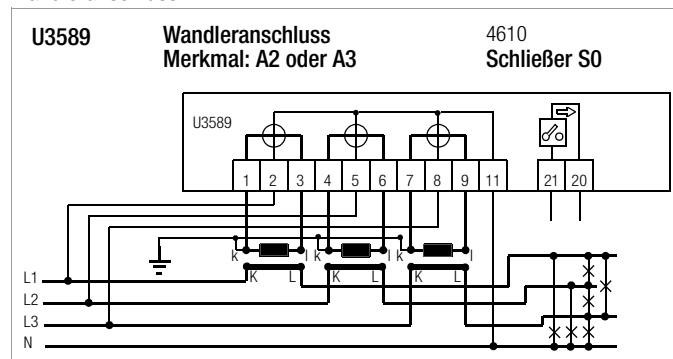 U3589
Wandleranschluss
Merkmal: A2 oder A3
4610
Schließer S0
U3589
1 2 3 4 5 6 7 8 9 11 21 20
k l k l k l
K L K L K L
L1
L2
L3
N